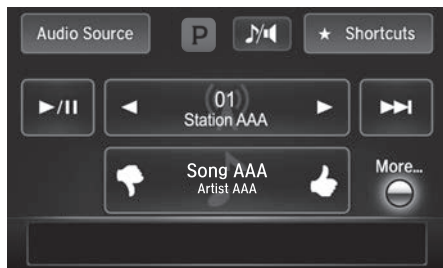 Audio Source
P
★ Shortcuts
01
Station AAA
Song AAA
Artist AAA
More...